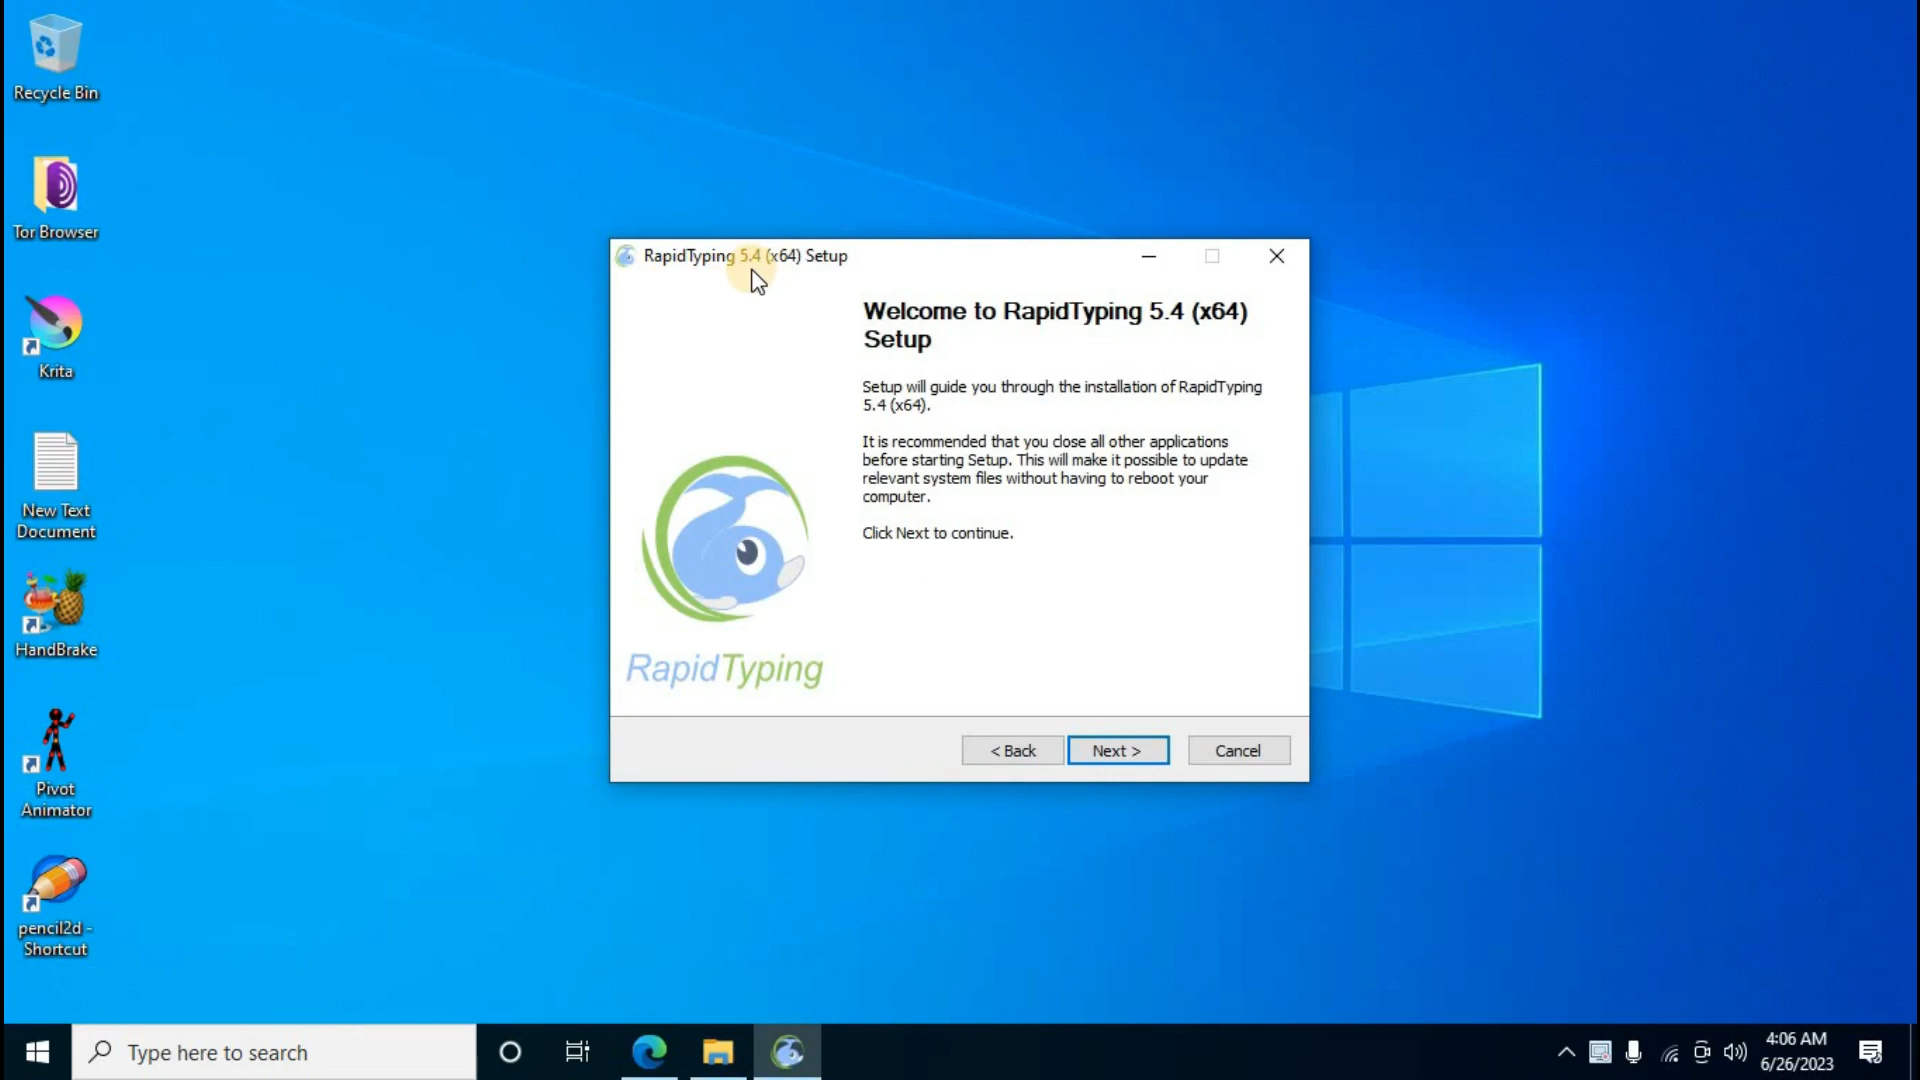 Recycle Bin
Tor Browser
Krita
New Text
Document
HandBrake
Pivot
Animator
pencil2d -
Shortcut
RapidTyping 5.4 (x64) Setup
Welcome to RapidTyping 5.4 (x64)
Setup
Setup will guide you through the installation of RapidTyping
5.4 (x64).
It is recommended that you close all other applications
before starting Setup. This will make it possible to update
relevant system files without having to reboot your
computer.
Click Next to continue.
RapidTyping
< Back
Next >
Cancel
Type here to search
4:06 AM
6/26/2023